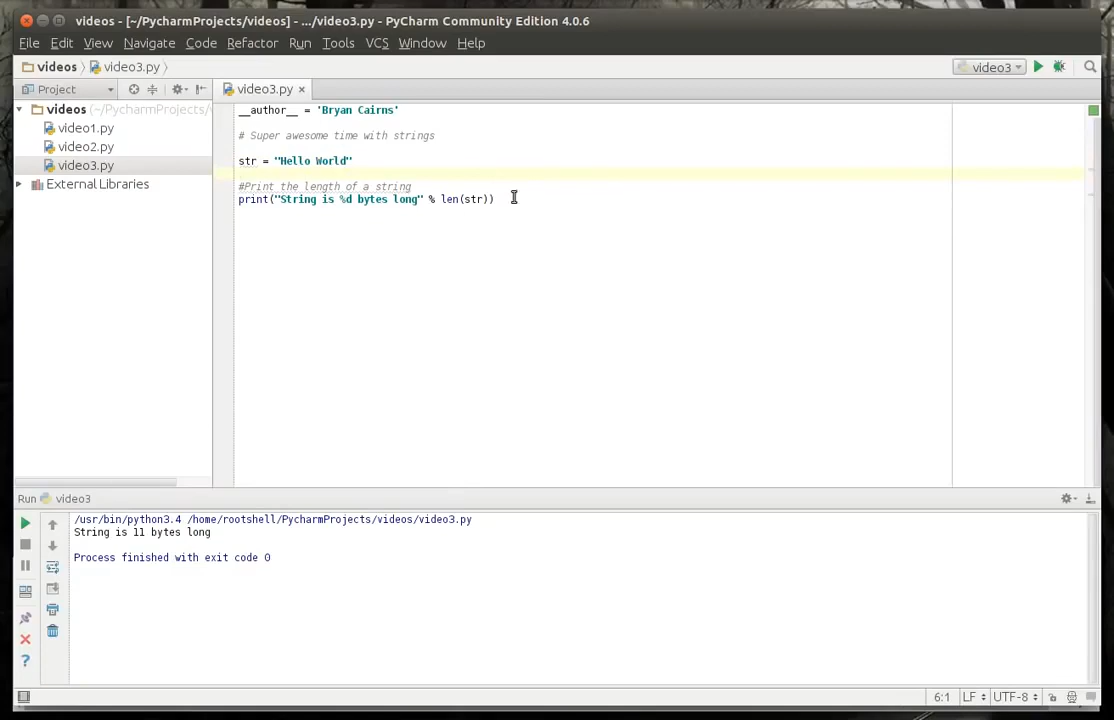 videos - [~/PycharmProjects/videos] - .../video3.py - PyCharm Community Edition 4.0.6
File Edit View Navigate Code Refactor Run Tools VCS Window Help
videos video3.py video3
Project video3.py
videos (~/PycharmProjects/v
video1.py
video2.py
video3.py
External Libraries
__author__ = 'Bryan Cairns'
# Super awesome time with strings
str = "Hello World"
#Print the length of a string
print("String is %d bytes long" % len(str))
Run video3
/usr/bin/python3.4 /home/rootshell/PycharmProjects/videos/video3.py
String is 11 bytes long
Process finished with exit code 0
6:1 LF UTF-8